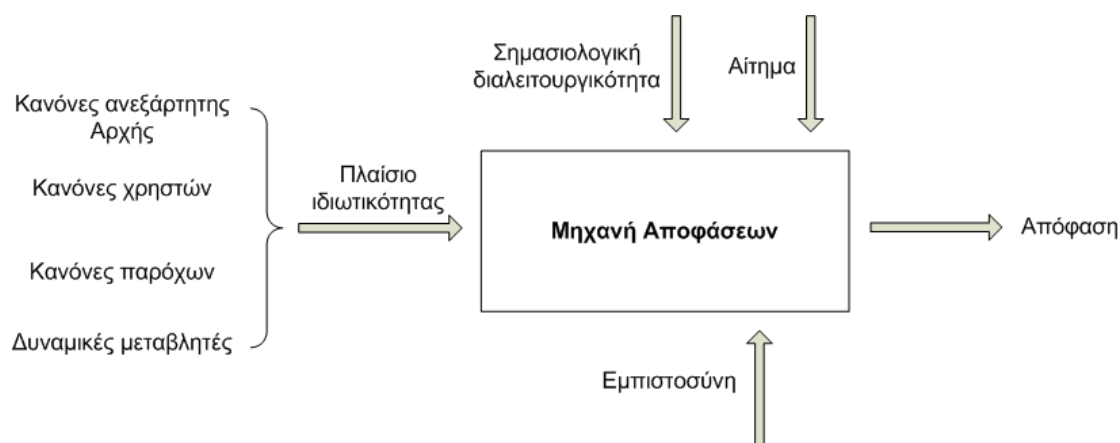 Σημασιολογική
διαλειτουργικότητα
Αίτημα
Κανόνες ανεξάρτητης
Αρχής
Κανόνες χρηστών
Κανόνες παρόχων
Δυναμικές μεταβλητές
Πλαίσιο
ιδιωτικότητας
Μηχανή Αποφάσεων
Απόφαση
Εμπιστοσύνη